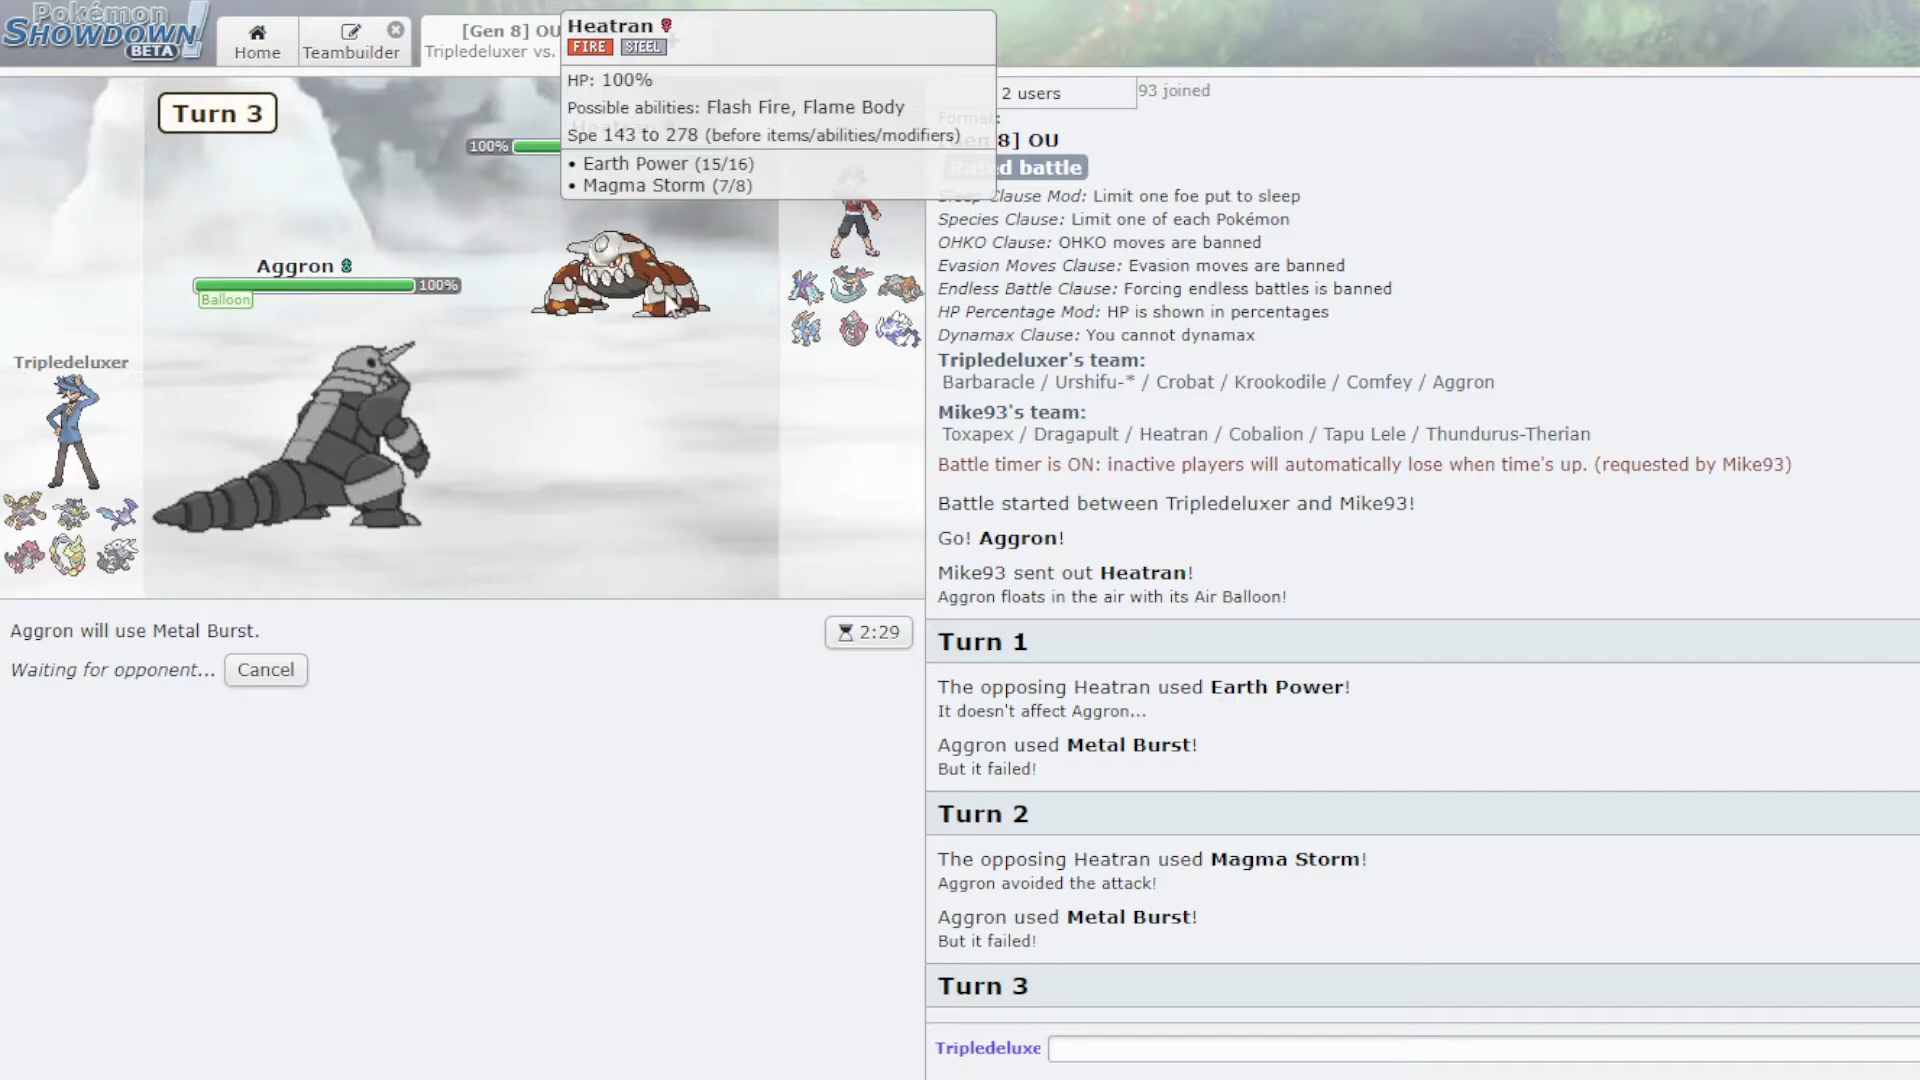 Pokémon
SHOWDOWN!
BETA
Home
Teambuilder
[Gen 8] OU
Tripledeluxer vs.
Heatran
FIRE STEEL
HP: 100%
Possible abilities: Flash Fire, Flame Body
Spe 143 to 278 (before items/abilities/modifiers)
• Earth Power (15/16)
• Magma Storm (7/8)
Turn 3
100%
Aggron
100%
Balloon
Tripledeluxer
Aggron will use Metal Burst.
2:29
Waiting for opponent... Cancel
2 users
93 joined
Format:
8] OU
d battle
Sleep Clause Mod: Limit one foe put to sleep
Species Clause: Limit one of each Pokémon
OHKO Clause: OHKO moves are banned
Evasion Moves Clause: Evasion moves are banned
Endless Battle Clause: Forcing endless battles is banned
HP Percentage Mod: HP is shown in percentages
Dynamax Clause: You cannot dynamax
Tripledeluxer's team:
Barbaracle / Urshifu-* / Crobat / Krookodile / Comfey / Aggron
Mike93's team:
Toxapex / Dragapult / Heatran / Cobalion / Tapu Lele / Thundurus-Therian
Battle timer is ON: inactive players will automatically lose when time's up. (requested by Mike93)
Battle started between Tripledeluxer and Mike93!
Go! Aggron!
Mike93 sent out Heatran!
Aggron floats in the air with its Air Balloon!
Turn 1
The opposing Heatran used Earth Power!
It doesn't affect Aggron...
Aggron used Metal Burst!
But it failed!
Turn 2
The opposing Heatran used Magma Storm!
Aggron avoided the attack!
Aggron used Metal Burst!
But it failed!
Turn 3
Tripledeluxe